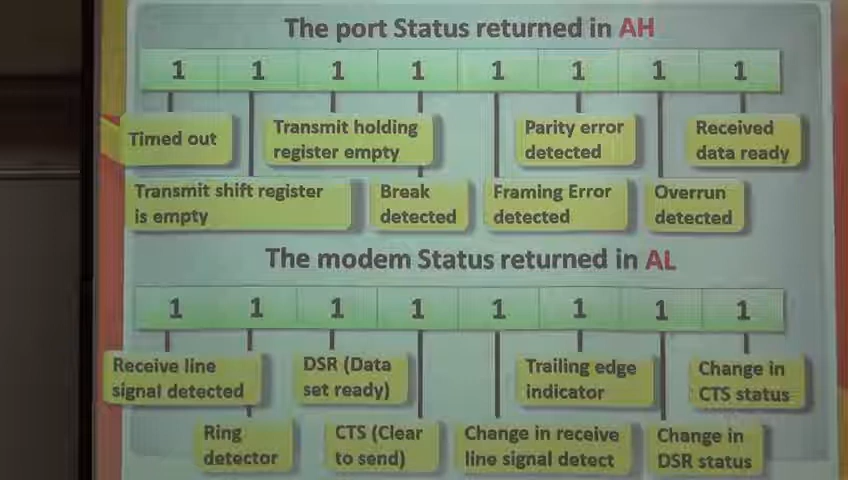 The port Status returned in AH
1 1 1 1 1 1 1 1
Timed out
Transmit holding
register empty
Parity error
detected
Received
data ready
Transmit shift register
is empty
Break
detected
Framing Error
detected
Overrun
detected
The modem Status returned in AL
1 1 1 1 1 1 1 1
Receive line
signal detected
DSR (Data
set ready)
Trailing edge
indicator
Change in
CTS status
Ring
detector
CTS (Clear
to send)
Change in receive
line signal detect
Change in
DSR status